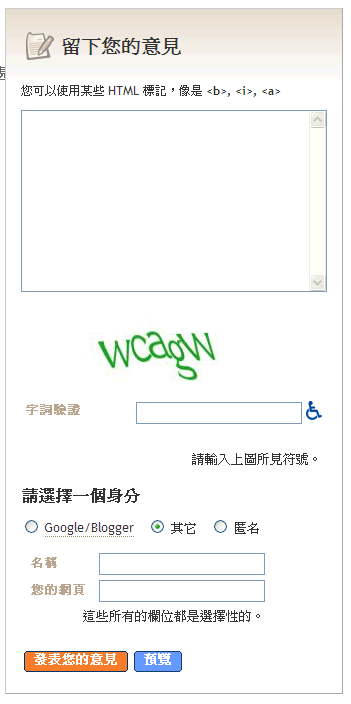 留下您的意見
您可以使用某些 HTML 標記，像是 <b>, <i>, <a>
wcagw
字詞驗證
請輸入上圖所見符號。
請選擇一個身分
Google/Blogger 其它 匿名
名稱
您的網頁
這些所有的欄位都是選擇性的。
發表您的意見 預覽